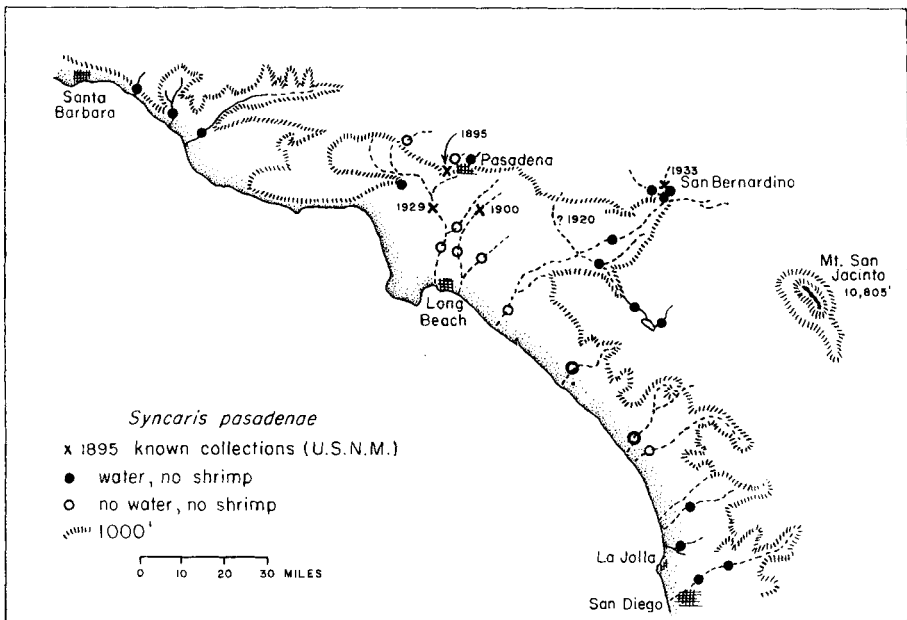 Santa
Barbara
1895
Pasadena
1933
San Bernardino
1929
1900
? 1920
Mt. San
Jacinto
10,805'
Long
Beach
Syncaris pasadenae
x 1895 known collections (U.S.N.M.)
● water, no shrimp
○ no water, no shrimp
1000'
0 10 20 30 MILES
La Jolla
San Diego